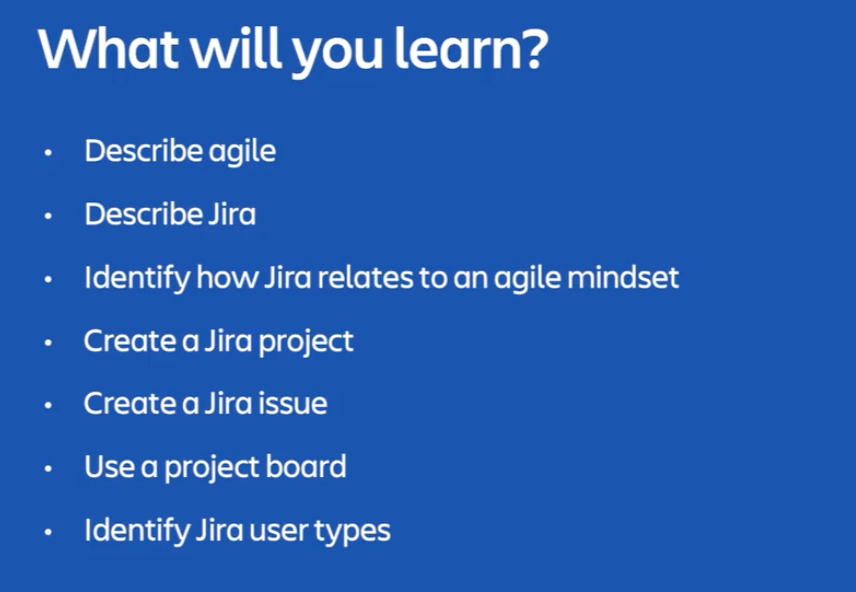 What will you learn?
• Describe agile
• Describe Jira
• Identify how Jira relates to an agile mindset
• Create a Jira project
• Create a Jira issue
• Use a project board
• Identify Jira user types